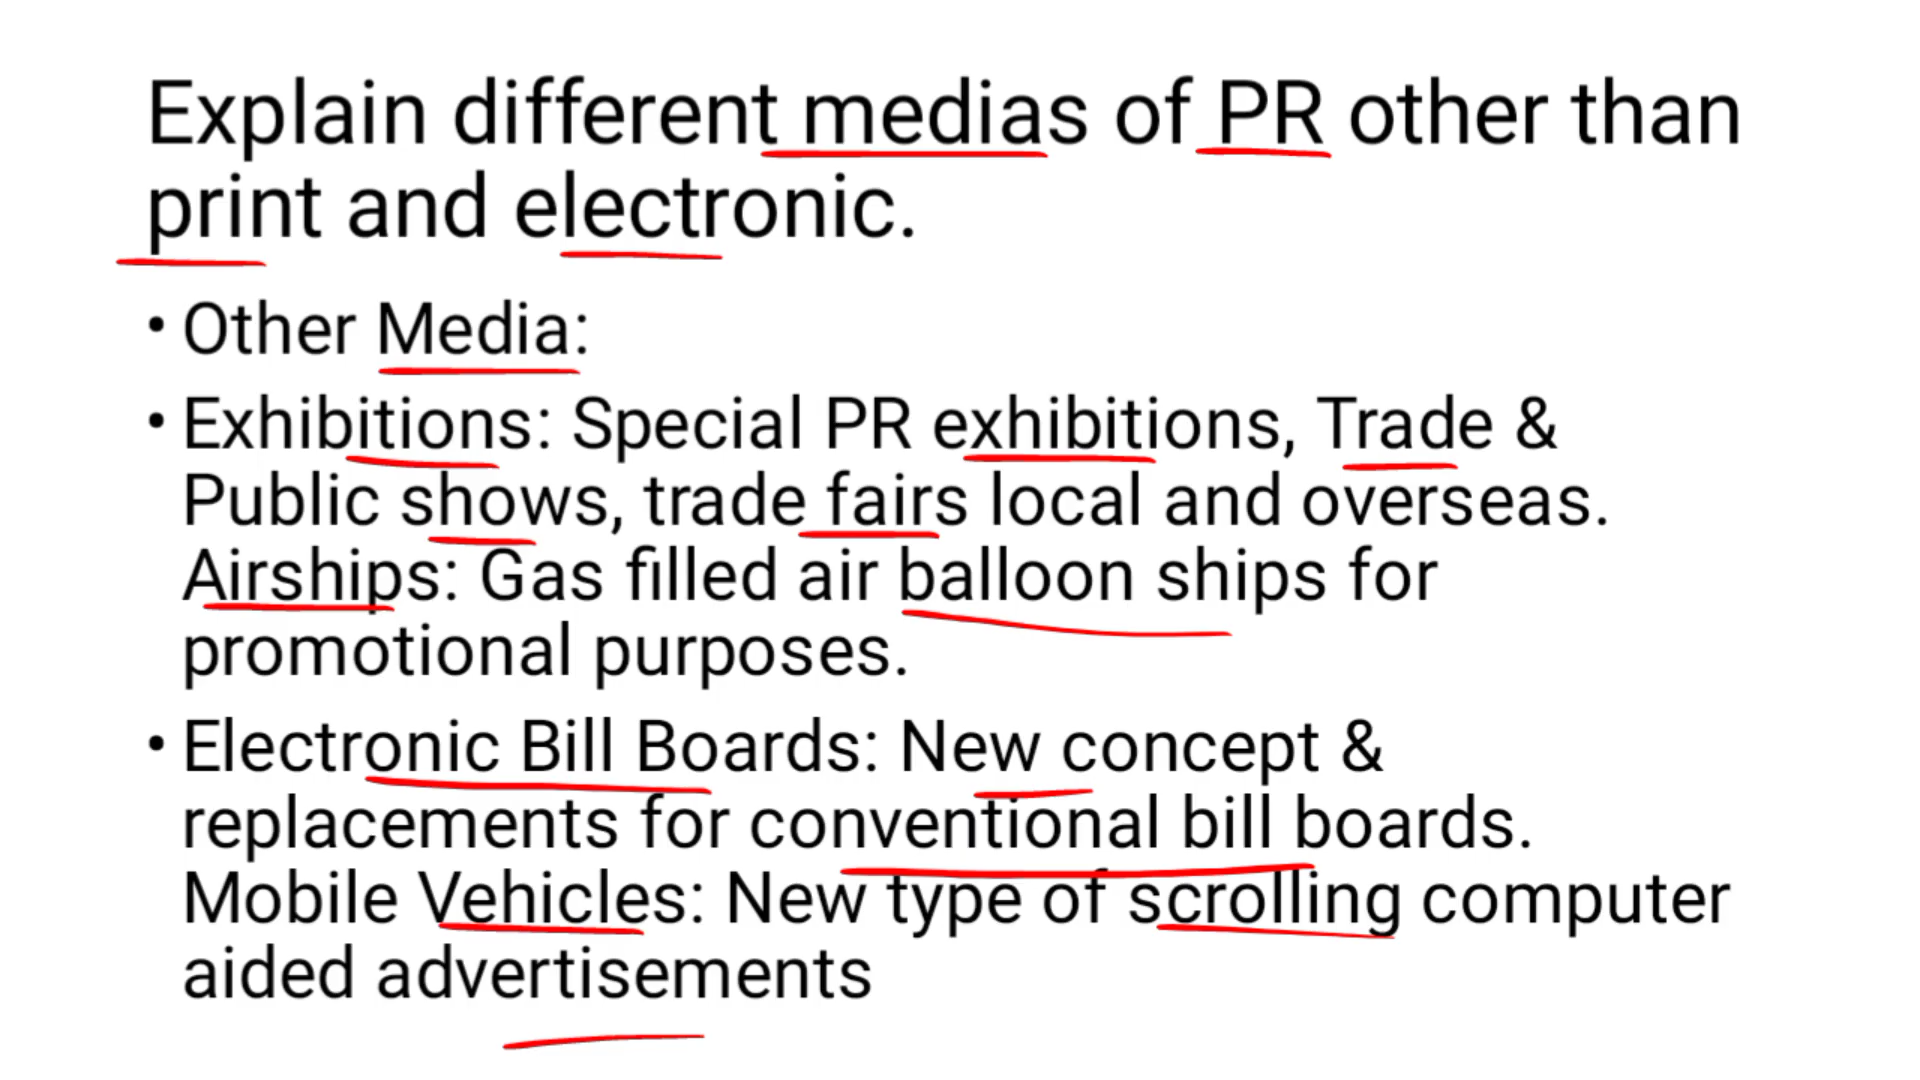 Explain different medias of PR other than
print and electronic.
• Other Media:
• Exhibitions: Special PR exhibitions, Trade &
Public shows, trade fairs local and overseas.
Airships: Gas filled air balloon ships for
promotional purposes.
• Electronic Bill Boards: New concept &
replacements for conventional bill boards.
Mobile Vehicles: New type of scrolling computer
aided advertisements